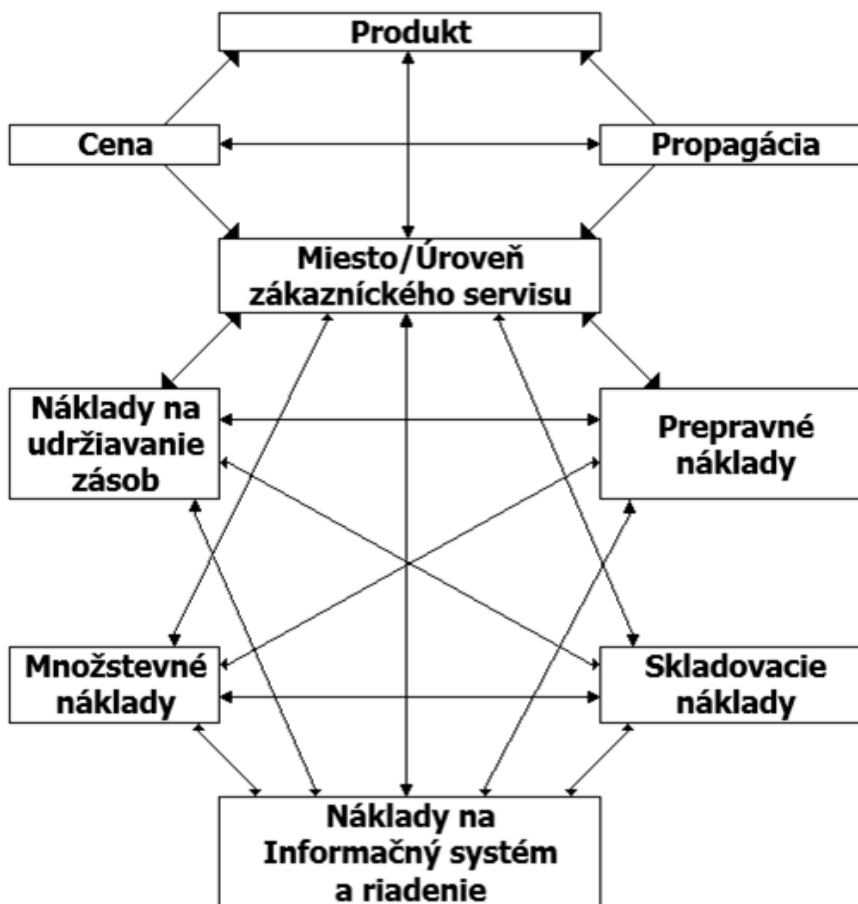 Produkt
Cena
Propagácia
Miesto/Úroveň
zákazníckého servisu
Náklady na
udržiavanie
zásob
Prepravné
náklady
Množstevné
náklady
Skladovacie
náklady
Náklady na
Informačný systém
a riadenie